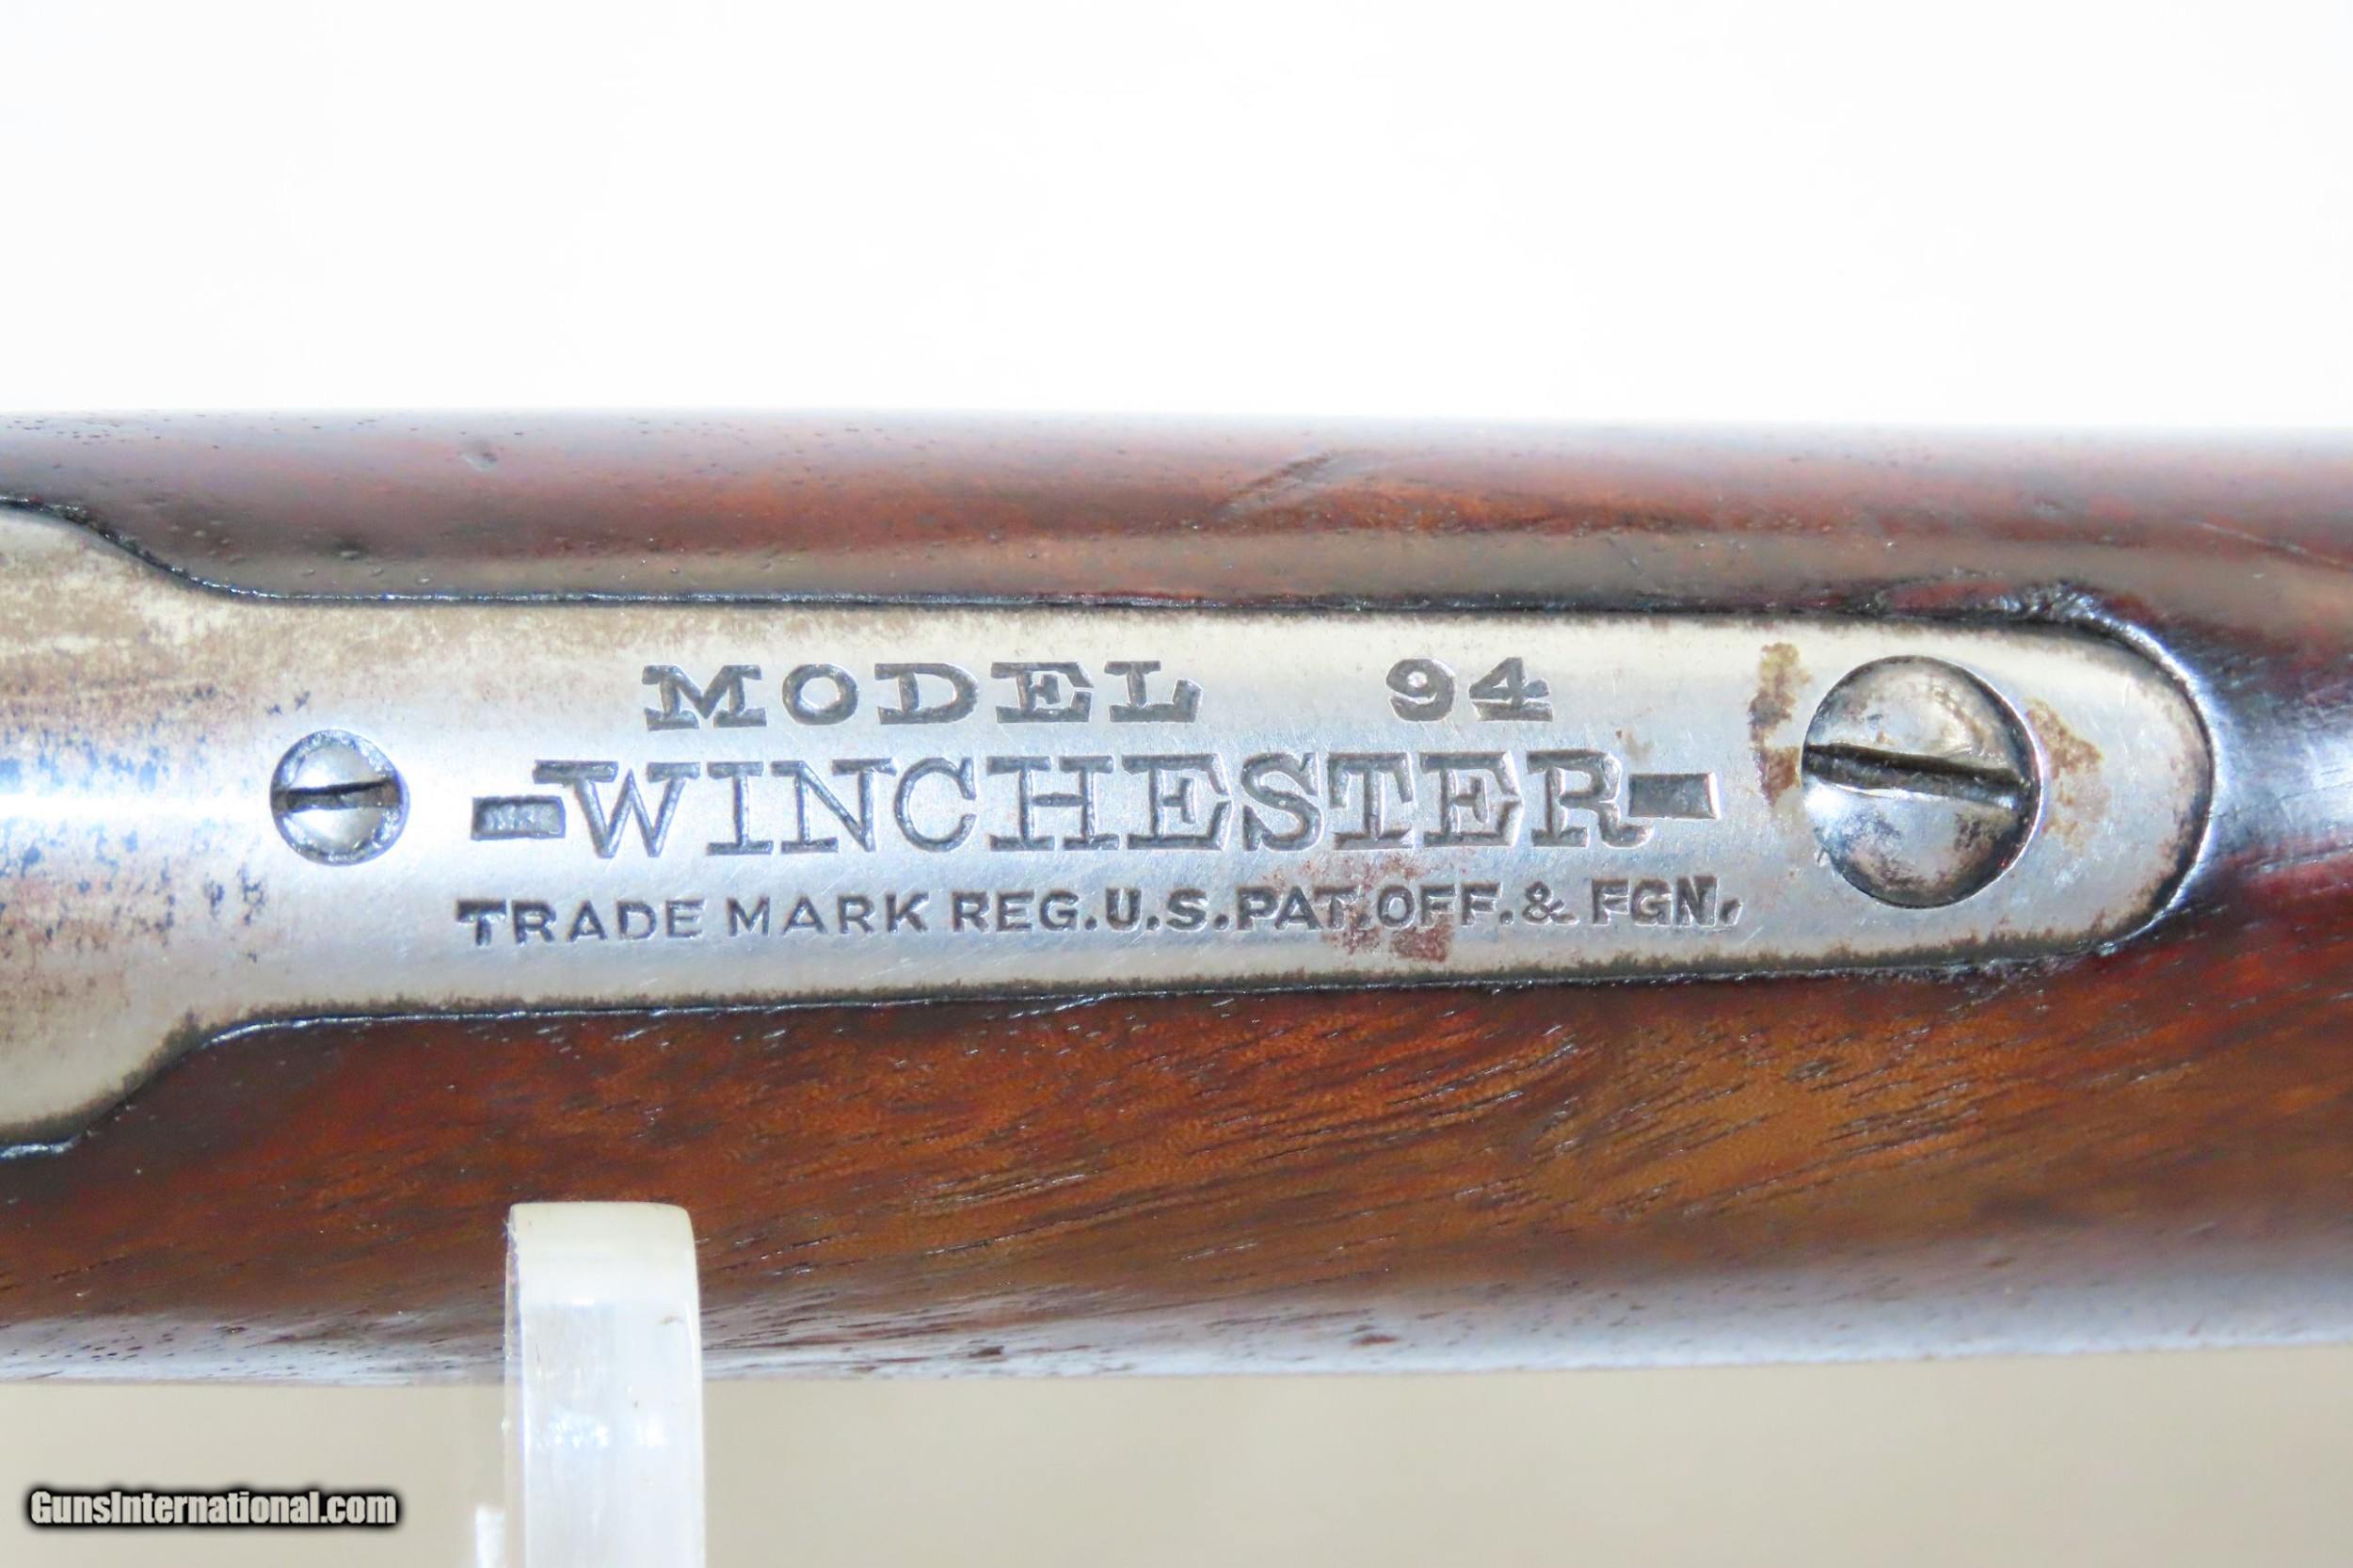 MODEL 94
-WINCHESTER-
TRADE MARK REG.U.S.PAT.OFF.& FGN.
GunsInternational.com